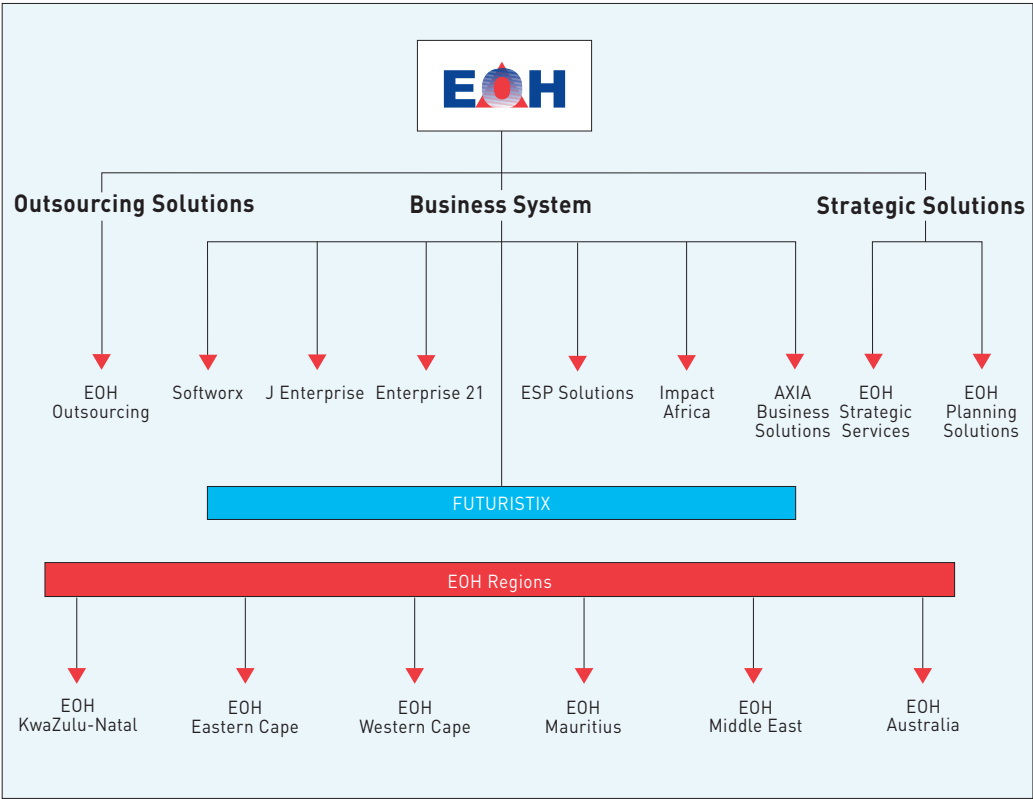 EOH
Outsourcing Solutions
Business System
Strategic Solutions
EOH
Outsourcing
Softworx
J Enterprise
Enterprise 21
ESP Solutions
Impact
Africa
AXIA
Business
Solutions
EOH
Strategic
Services
EOH
Planning
Solutions
FUTURISTIX
EOH Regions
EOH
KwaZulu-Natal
EOH
Eastern Cape
EOH
Western Cape
EOH
Mauritius
EOH
Middle East
EOH
Australia